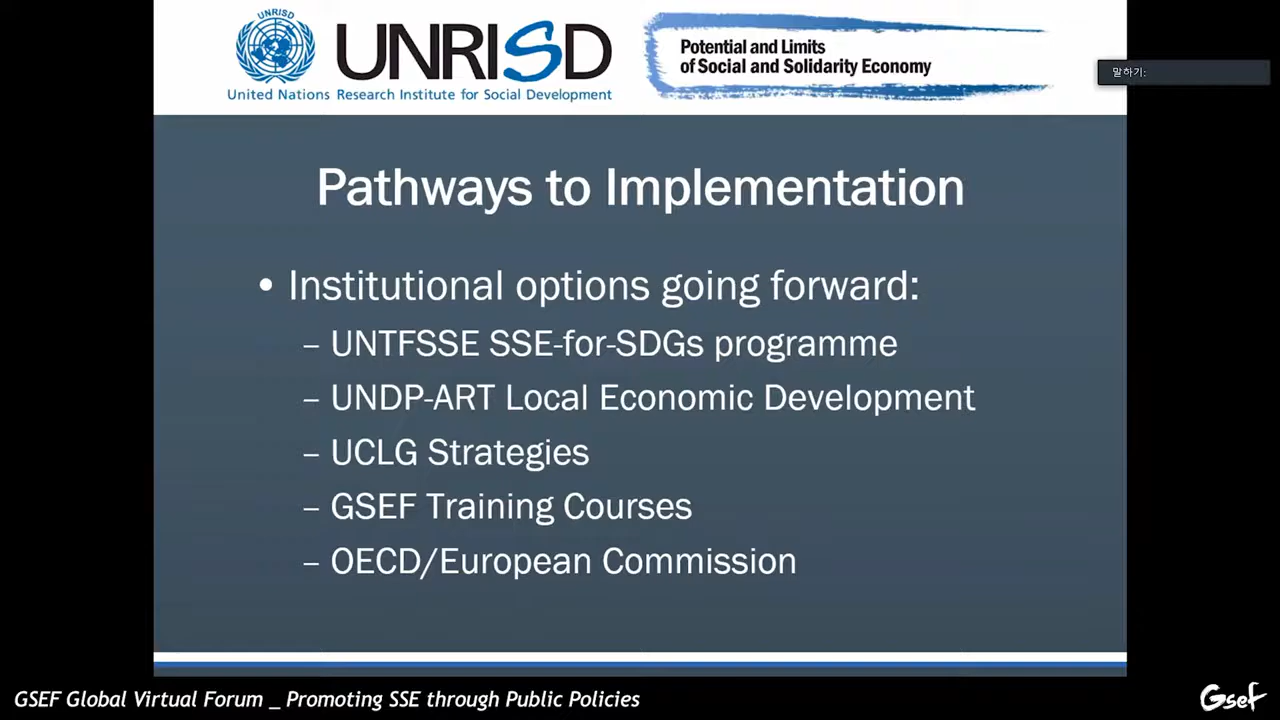 UNRISD
UNRISD
United Nations Research Institute for Social Development
Potential and Limits
of Social and Solidarity Economy
말하기:
Pathways to Implementation
• Institutional options going forward:
– UNTFSSE SSE-for-SDGs programme
– UNDP-ART Local Economic Development
– UCLG Strategies
– GSEF Training Courses
– OECD/European Commission
GSEF Global Virtual Forum _ Promoting SSE through Public Policies
Gsef